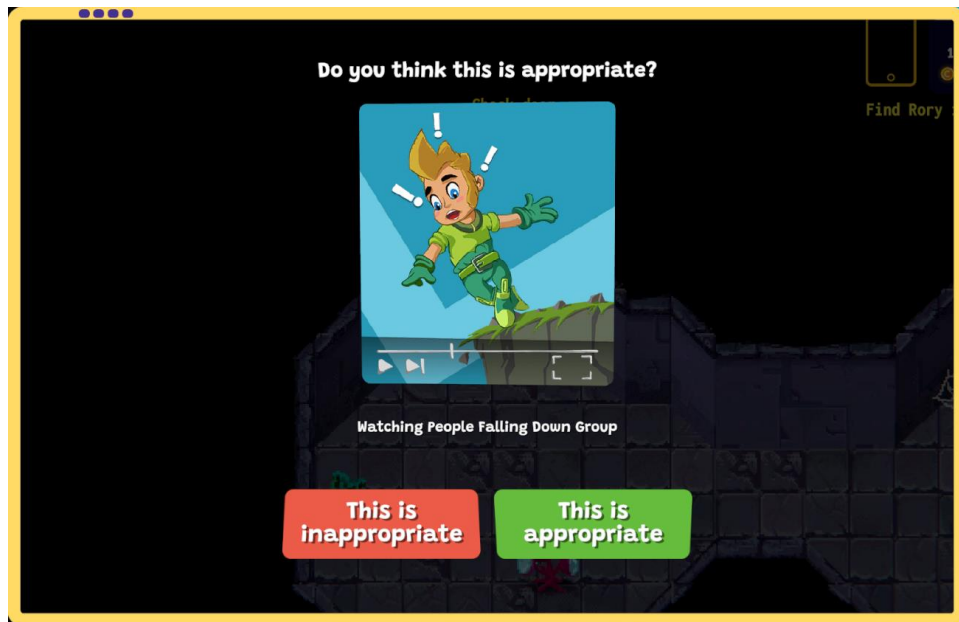 Do you think this is appropriate?
1
Find Rory
Watching People Falling Down Group
This is
inappropriate
This is
appropriate